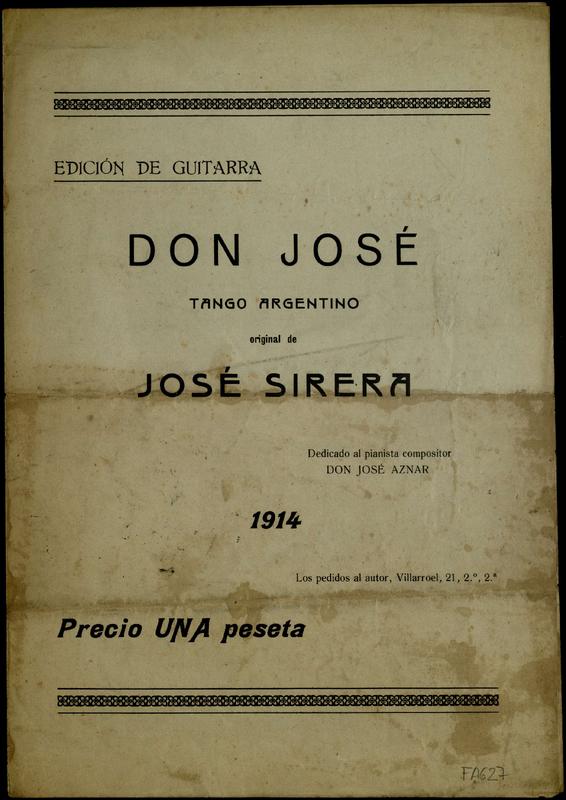 EDICIÓN DE GUITARRA
DON JOSÉ
TANGO ARGENTINO
original de
JOSÉ SIRERA
Dedicado al pianista compositor
DON JOSÉ AZNAR
1914
Los pedidos al autor, Villarroel, 21, 2.º, 2.ª
Precio UNA peseta
FA627